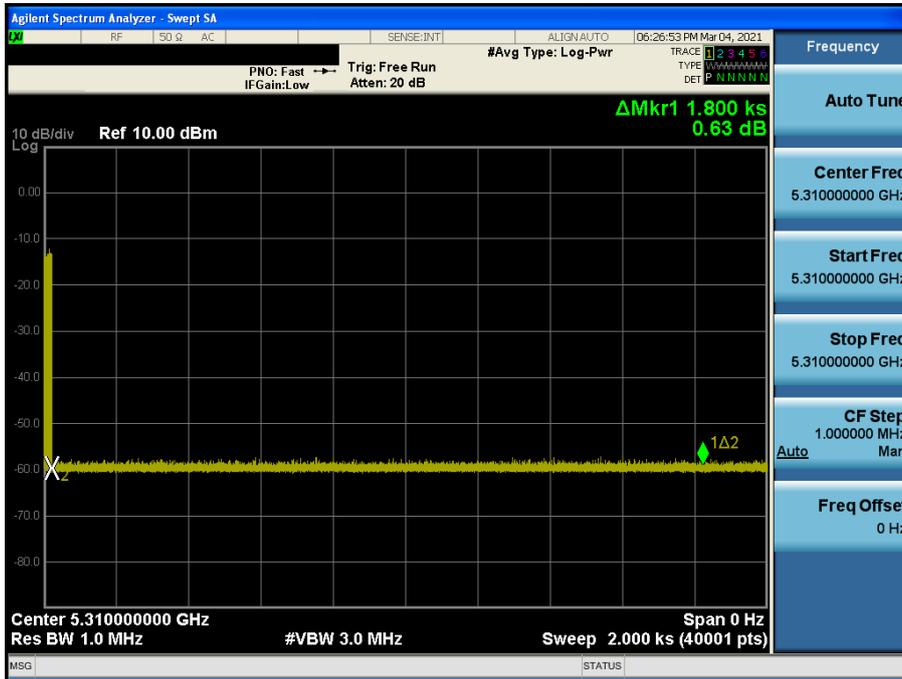 Agilent Spectrum Analyzer - Swept SA
LXI RF 50 Ω AC SENSE:INT ALIGN AUTO 06:26:53 PM Mar 04, 2021
PNO: Fast
IFGain:Low
Trig: Free Run
Atten: 20 dB
#Avg Type: Log-Pwr
TRACE 1 2 3 4 5 6
TYPE
DET P N N N N N
ΔMkr1 1.800 ks
0.63 dB
10 dB/div Ref 10.00 dBm
Log
0.00
-10.0
-20.0
-30.0
-40.0
-50.0
-60.0
-70.0
-80.0
2
1Δ2
Center 5.310000000 GHz Span 0 Hz
Res BW 1.0 MHz #VBW 3.0 MHz Sweep 2.000 ks (40001 pts)
MSG STATUS
Frequency
Auto Tune
Center Freq
5.310000000 GHz
Start Freq
5.310000000 GHz
Stop Freq
5.310000000 GHz
CF Step
1.000000 MHz
Auto Man
Freq Offset
0 Hz